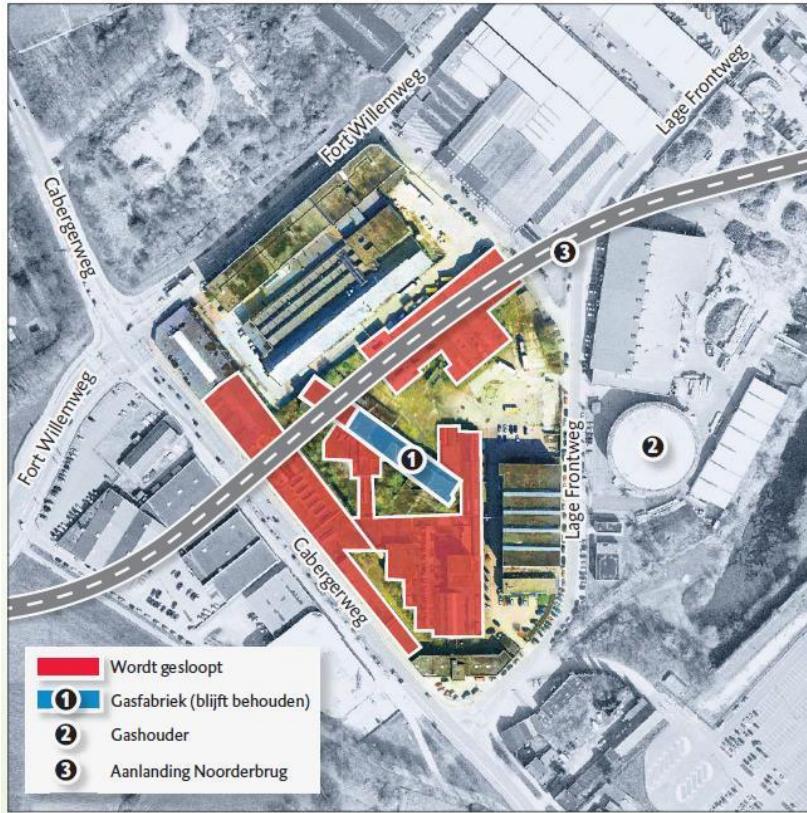 Fort Willemweg
Lage Frontweg
Cabergerweg
3
Fort Willemweg
1
2
Lage Frontweg
Cabergerweg
Wordt gesloopt
1 Gasfabriek (blijft behouden)
2 Gashouder
3 Aanlanding Noorderbrug